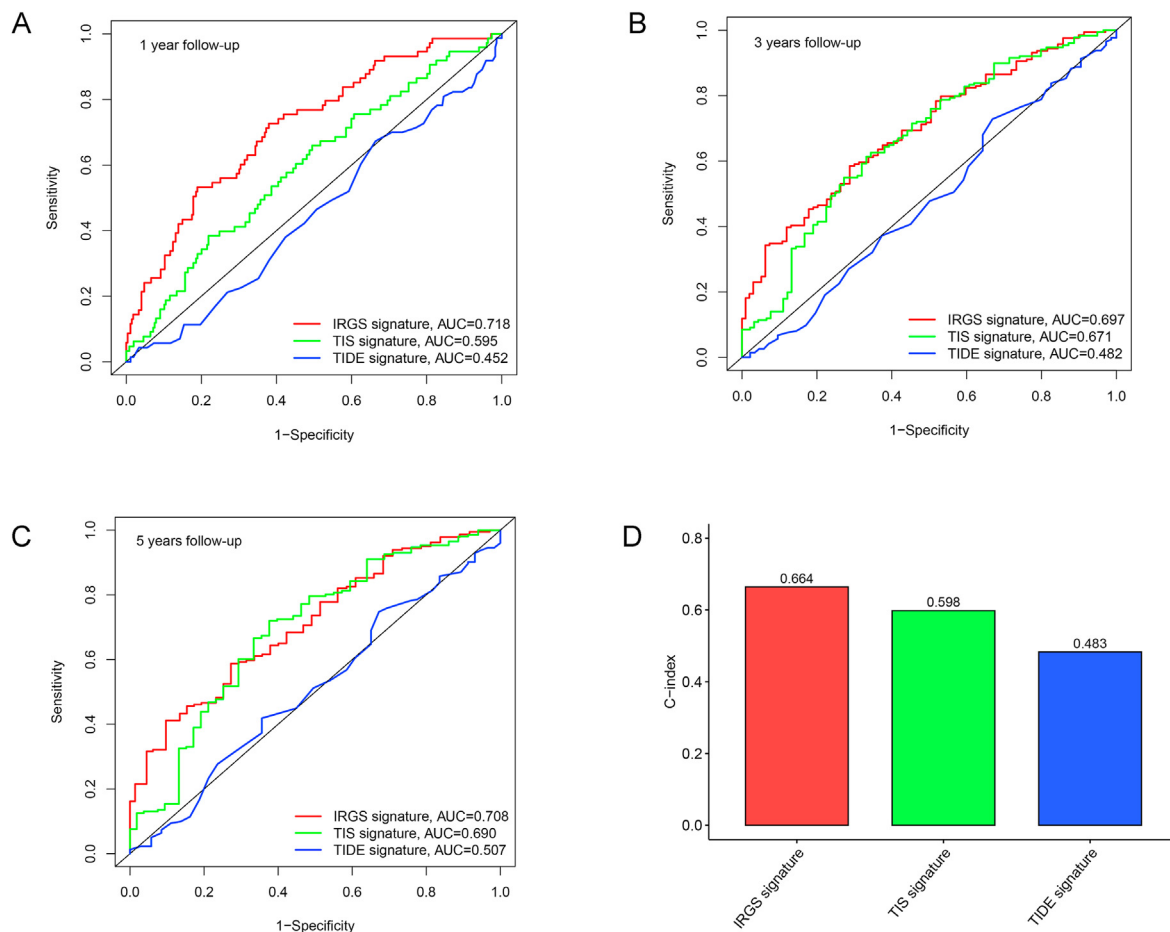 A
1 year follow-up
Sensitivity
1.0
0.8
0.6
0.4
0.2
0.0
IRGS signature, AUC=0.718
TIS signature, AUC=0.595
TIDE signature, AUC=0.452
0.0 0.2 0.4 0.6 0.8 1.0
1−Specificity
B
3 years follow-up
Sensitivity
1.0
0.8
0.6
0.4
0.2
0.0
IRGS signature, AUC=0.697
TIS signature, AUC=0.671
TIDE signature, AUC=0.482
0.0 0.2 0.4 0.6 0.8 1.0
1−Specificity
C
5 years follow-up
Sensitivity
1.0
0.8
0.6
0.4
0.2
0.0
IRGS signature, AUC=0.708
TIS signature, AUC=0.690
TIDE signature, AUC=0.507
0.0 0.2 0.4 0.6 0.8 1.0
1−Specificity
D
C−index
0.8
0.6
0.4
0.2
0.0
0.664
0.598
0.483
IRGS signature
TIS signature
TIDE signature